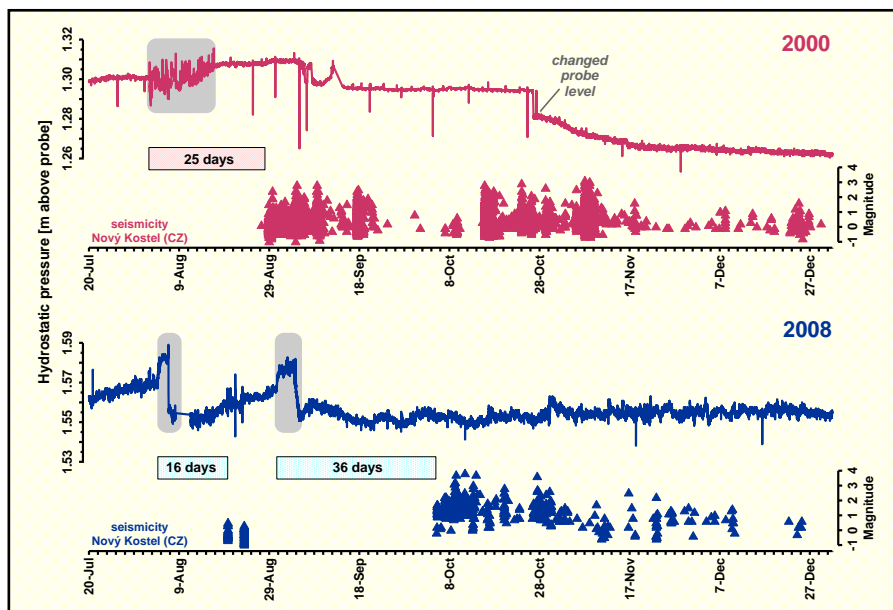 Hydrostatic pressure [m above probe]
2000
1.32
1.30
1.28
1.26
changed
probe
level
25 days
seismicity
Nový Kostel (CZ)
4
3
2
1
0
-1
Magnitude
20-Jul
9-Aug
29-Aug
18-Sep
8-Oct
28-Oct
17-Nov
7-Dec
27-Dec
2008
1.59
1.57
1.55
1.53
16 days
36 days
seismicity
Nový Kostel (CZ)
4
3
2
1
0
-1
Magnitude
20-Jul
9-Aug
29-Aug
18-Sep
8-Oct
28-Oct
17-Nov
7-Dec
27-Dec